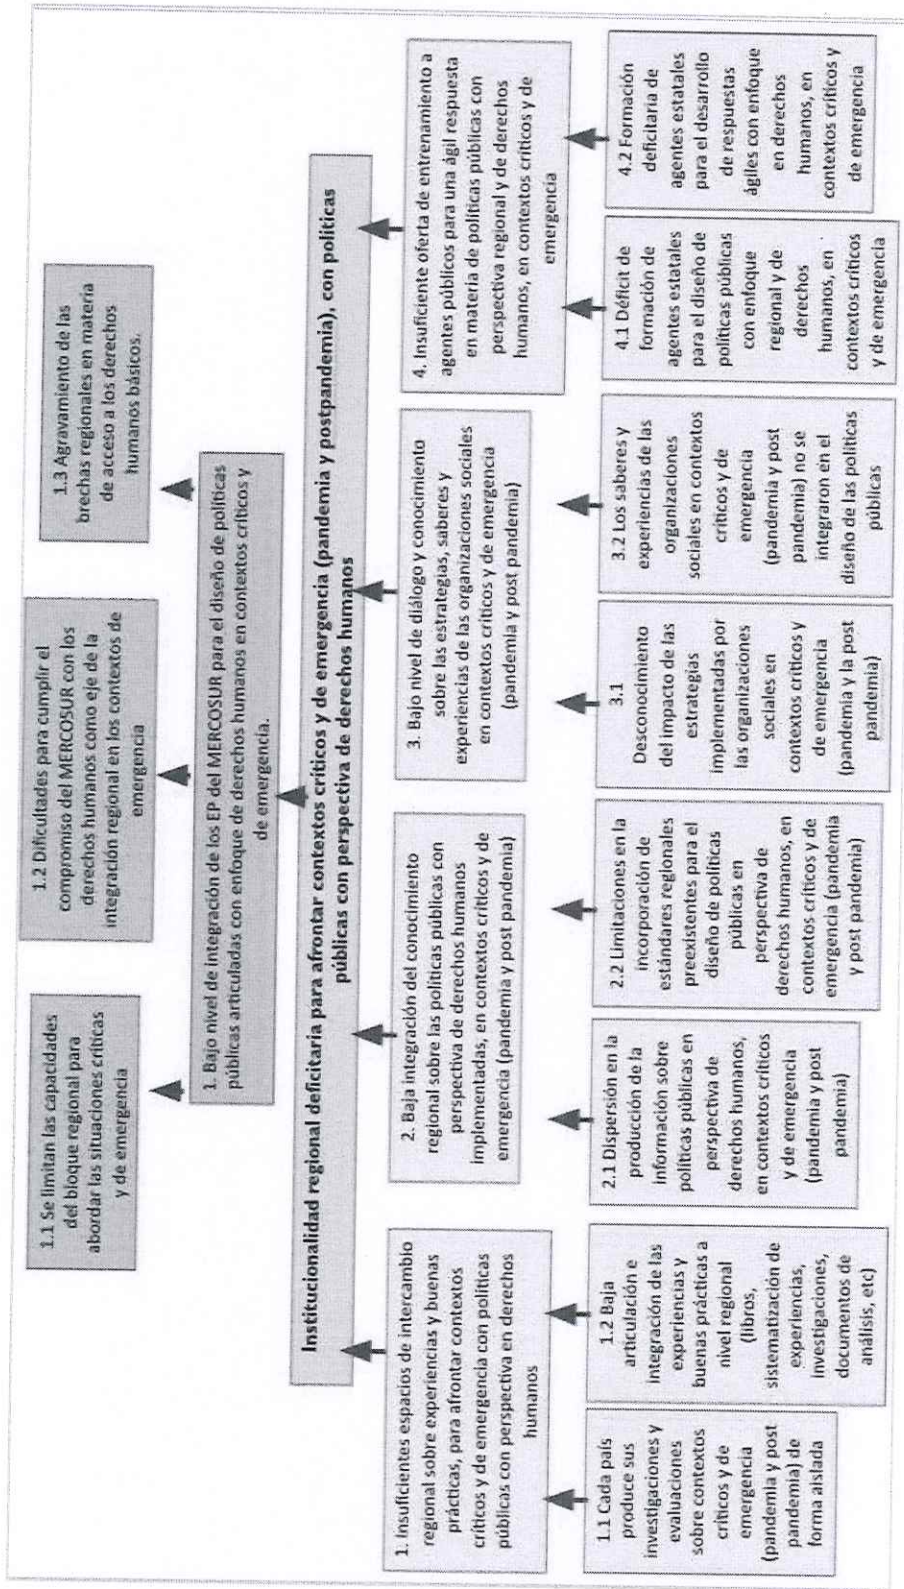 1.1 Se limitan las capacidades
del bloque regional para
abordar las situaciones críticas
y de emergencia
1.2 Dificultades para cumplir el
compromiso del MERCOSUR con los
derechos humanos como eje de la
integración regional en los contextos de
emergencia
1.3 Agravamiento de las
brechas regionales en materia
de acceso a los derechos
humanos básicos.
1. Bajo nivel de integración de los EP del MERCOSUR para el diseño de políticas
públicas articuladas con enfoque de derechos humanos en contextos críticos y
de emergencia.
Institucionalidad regional deficitaria para afrontar contextos críticos y de emergencia (pandemia y postpandemia), con políticas
públicas con perspectiva de derechos humanos
1. Insuficientes espacios de intercambio
regional sobre experiencias y buenas
prácticas, para afrontar contextos
críticos y de emergencia con políticas
públicas con perspectiva en derechos
humanos
2. Baja integración del conocimiento
regional sobre las políticas públicas con
perspectiva de derechos humanos
implementadas, en contextos críticos y de
emergencia (pandemia y post pandemia)
3. Bajo nivel de diálogo y conocimiento
sobre las estrategias, saberes y
experiencias de las organizaciones sociales
en contextos críticos y de emergencia
(pandemia y post pandemia)
4. Insuficiente oferta de entrenamiento a
agentes públicos para una ágil respuesta
en materia de políticas públicas con
perspectiva regional y de derechos
humanos, en contextos críticos y de
emergencia
1.1 Cada país
produce sus
investigaciones y
evaluaciones
sobre contextos
críticos y de
emergencia
(pandemia y post
pandemia) de
forma aislada
1.2 Baja
articulación e
integración de las
experiencias y
buenas prácticas a
nivel regional
(libros,
sistematización de
experiencias,
investigaciones,
documentos de
análisis, etc)
2.1 Dispersión en la
producción de la
información sobre
políticas públicas en
perspectiva de
derechos humanos,
en contextos críticos
y de emergencia
(pandemia y post
pandemia)
2.2 Limitaciones en la
incorporación de
estándares regionales
preexistentes para el
diseño de políticas
públicas en
perspectiva de
derechos humanos, en
contextos críticos y de
emergencia (pandemia
y post pandemia)
3.1
Desconocimiento
del impacto de las
estrategias
implementadas por
las organizaciones
sociales en
contextos críticos y
de emergencia
(pandemia y la post
pandemia)
3.2 Los saberes y
experiencias de las
organizaciones
sociales en contextos
críticos y de
emergencia
(pandemia y post
pandemia) no se
integraron en el
diseño de las políticas
públicas
4.1 Déficit de
formación de
agentes estatales
para el diseño de
políticas públicas
con enfoque
regional y de
derechos
humanos, en
contextos críticos
y de emergencia
4.2 Formación
deficitaria de
agentes estatales
para el desarrollo
de respuestas
ágiles con enfoque
en derechos
humanos, en
contextos críticos y
de emergencia